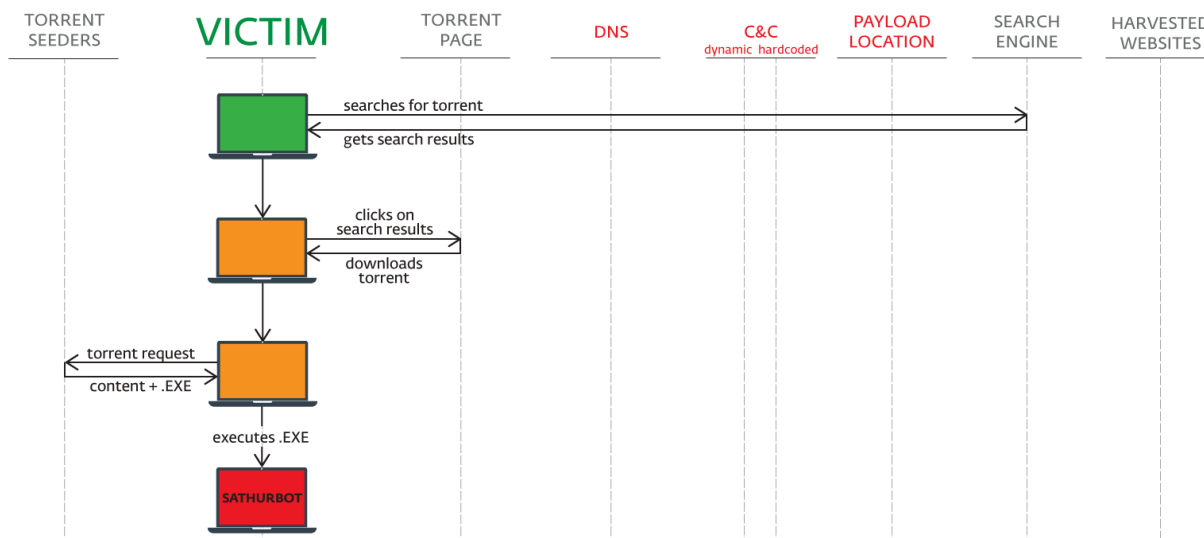 TORRENT
SEEDERS
VICTIM
TORRENT
PAGE
DNS
C&C
dynamic hardcoded
PAYLOAD
LOCATION
SEARCH
ENGINE
HARVESTED
WEBSITES
searches for torrent
gets search results
clicks on
search results
downloads
torrent
torrent request
content + .EXE
executes .EXE
SATHURBOT